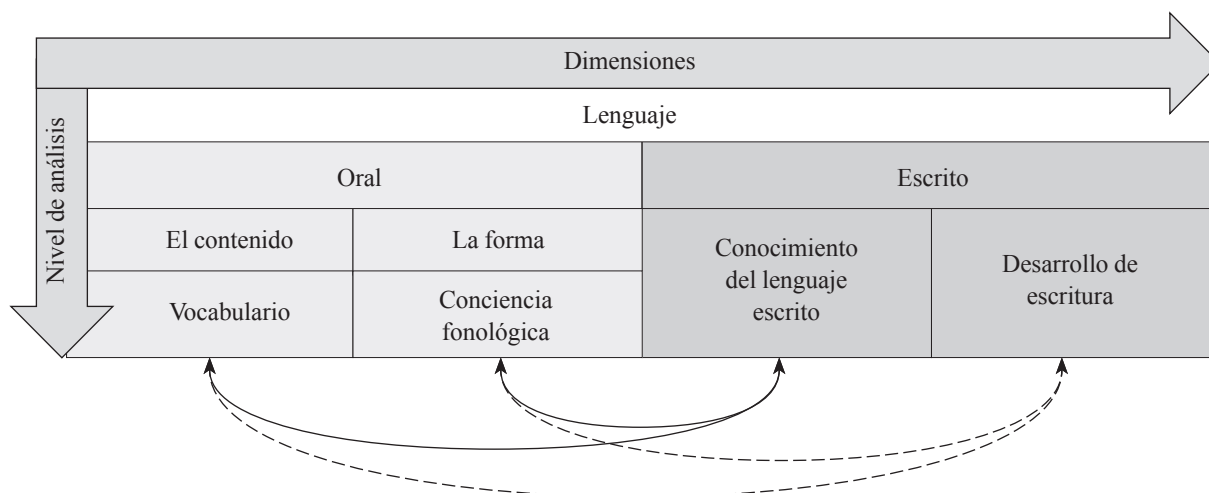 Dimensiones
Nivel de análisis
Lenguaje
Oral
Escrito
El contenido
La forma
Conocimiento
del lenguaje
escrito
Desarrollo de
escritura
Vocabulario
Conciencia
fonológica